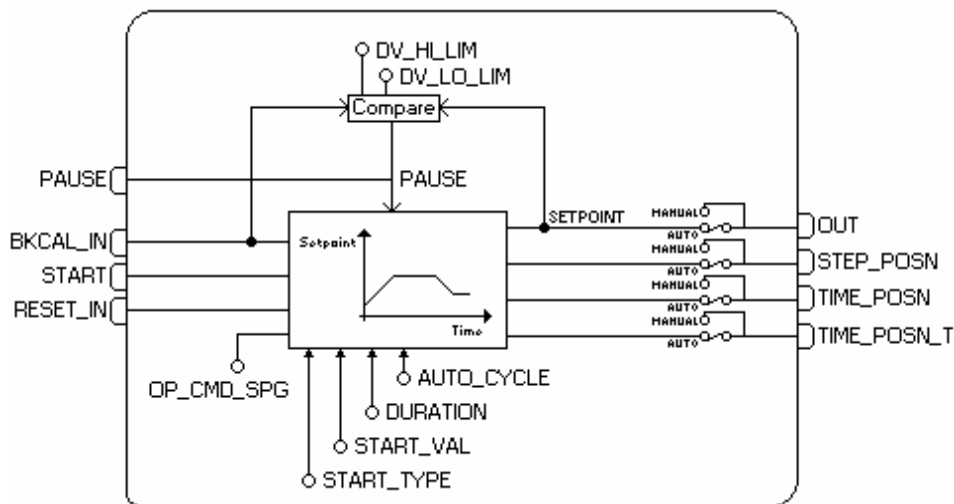 DV_HI_LIM
DV_LO_LIM
Compare
PAUSE
PAUSE
BKCAL_IN
START
RESET_IN
OP_CMD_SPG
Setpoint
Time
SETPOINT
MANUAL
AUTO
OUT
MANUAL
AUTO
STEP_POSN
MANUAL
AUTO
TIME_POSN
MANUAL
AUTO
TIME_POSN_T
AUTO_CYCLE
DURATION
START_VAL
START_TYPE